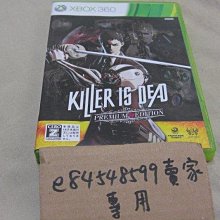 XBOX 360
KILLER IS DEAD
PREMIUM EDITION
CERO
Z
e84548599賣家
專用